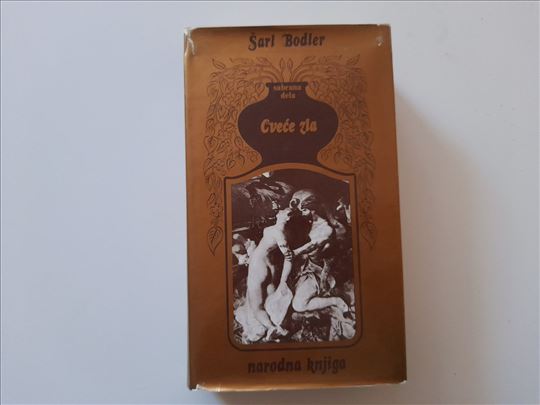 Šarl Bodler
sabrana
dela
Cveće zla
narodna knjiga